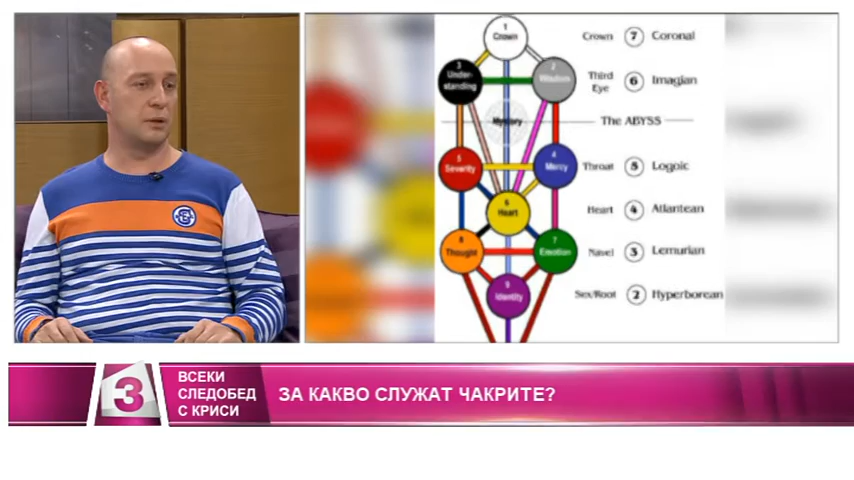 1
Crown
Crown 7 Coronal
3
Under-
standing
2
Wisdom
Third
Eye
6 Imagian
Mystery
The ABYSS
5
Severity
4
Mercy
Throat 5 Logoic
6
Heart
Heart 4 Atlantean
8
Thought
7
Emotion
Navel 3 Lemurian
9
Identity
Sex/Root 2 Hyperborean
3
ВСЕКИ
СЛЕДОБЕД
С КРИСИ
ЗА КАКВО СЛУЖАТ ЧАКРИТЕ?